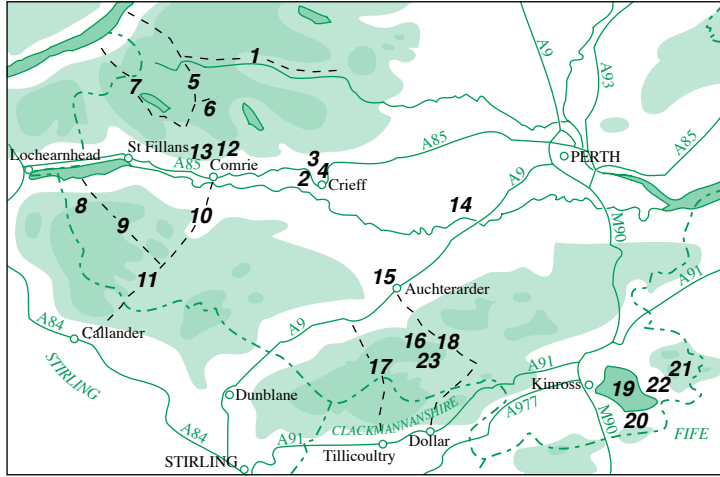 1
A9
A93
5
7
6
St Fillans
13
12
A85
3
4
2
A85
A85
Lochearnhead
Comrie
Crieff
A9
PERTH
8
9
10
14
M90
11
15
Auchterarder
A91
A84
Callander
A9
16
18
23
17
A91
STIRLING
Dunblane
Kinross
19
21
22
20
A977
M90
CLACKMANNANSHIRE
A84
A91
Dollar
FIFE
STIRLING
Tillicoultry